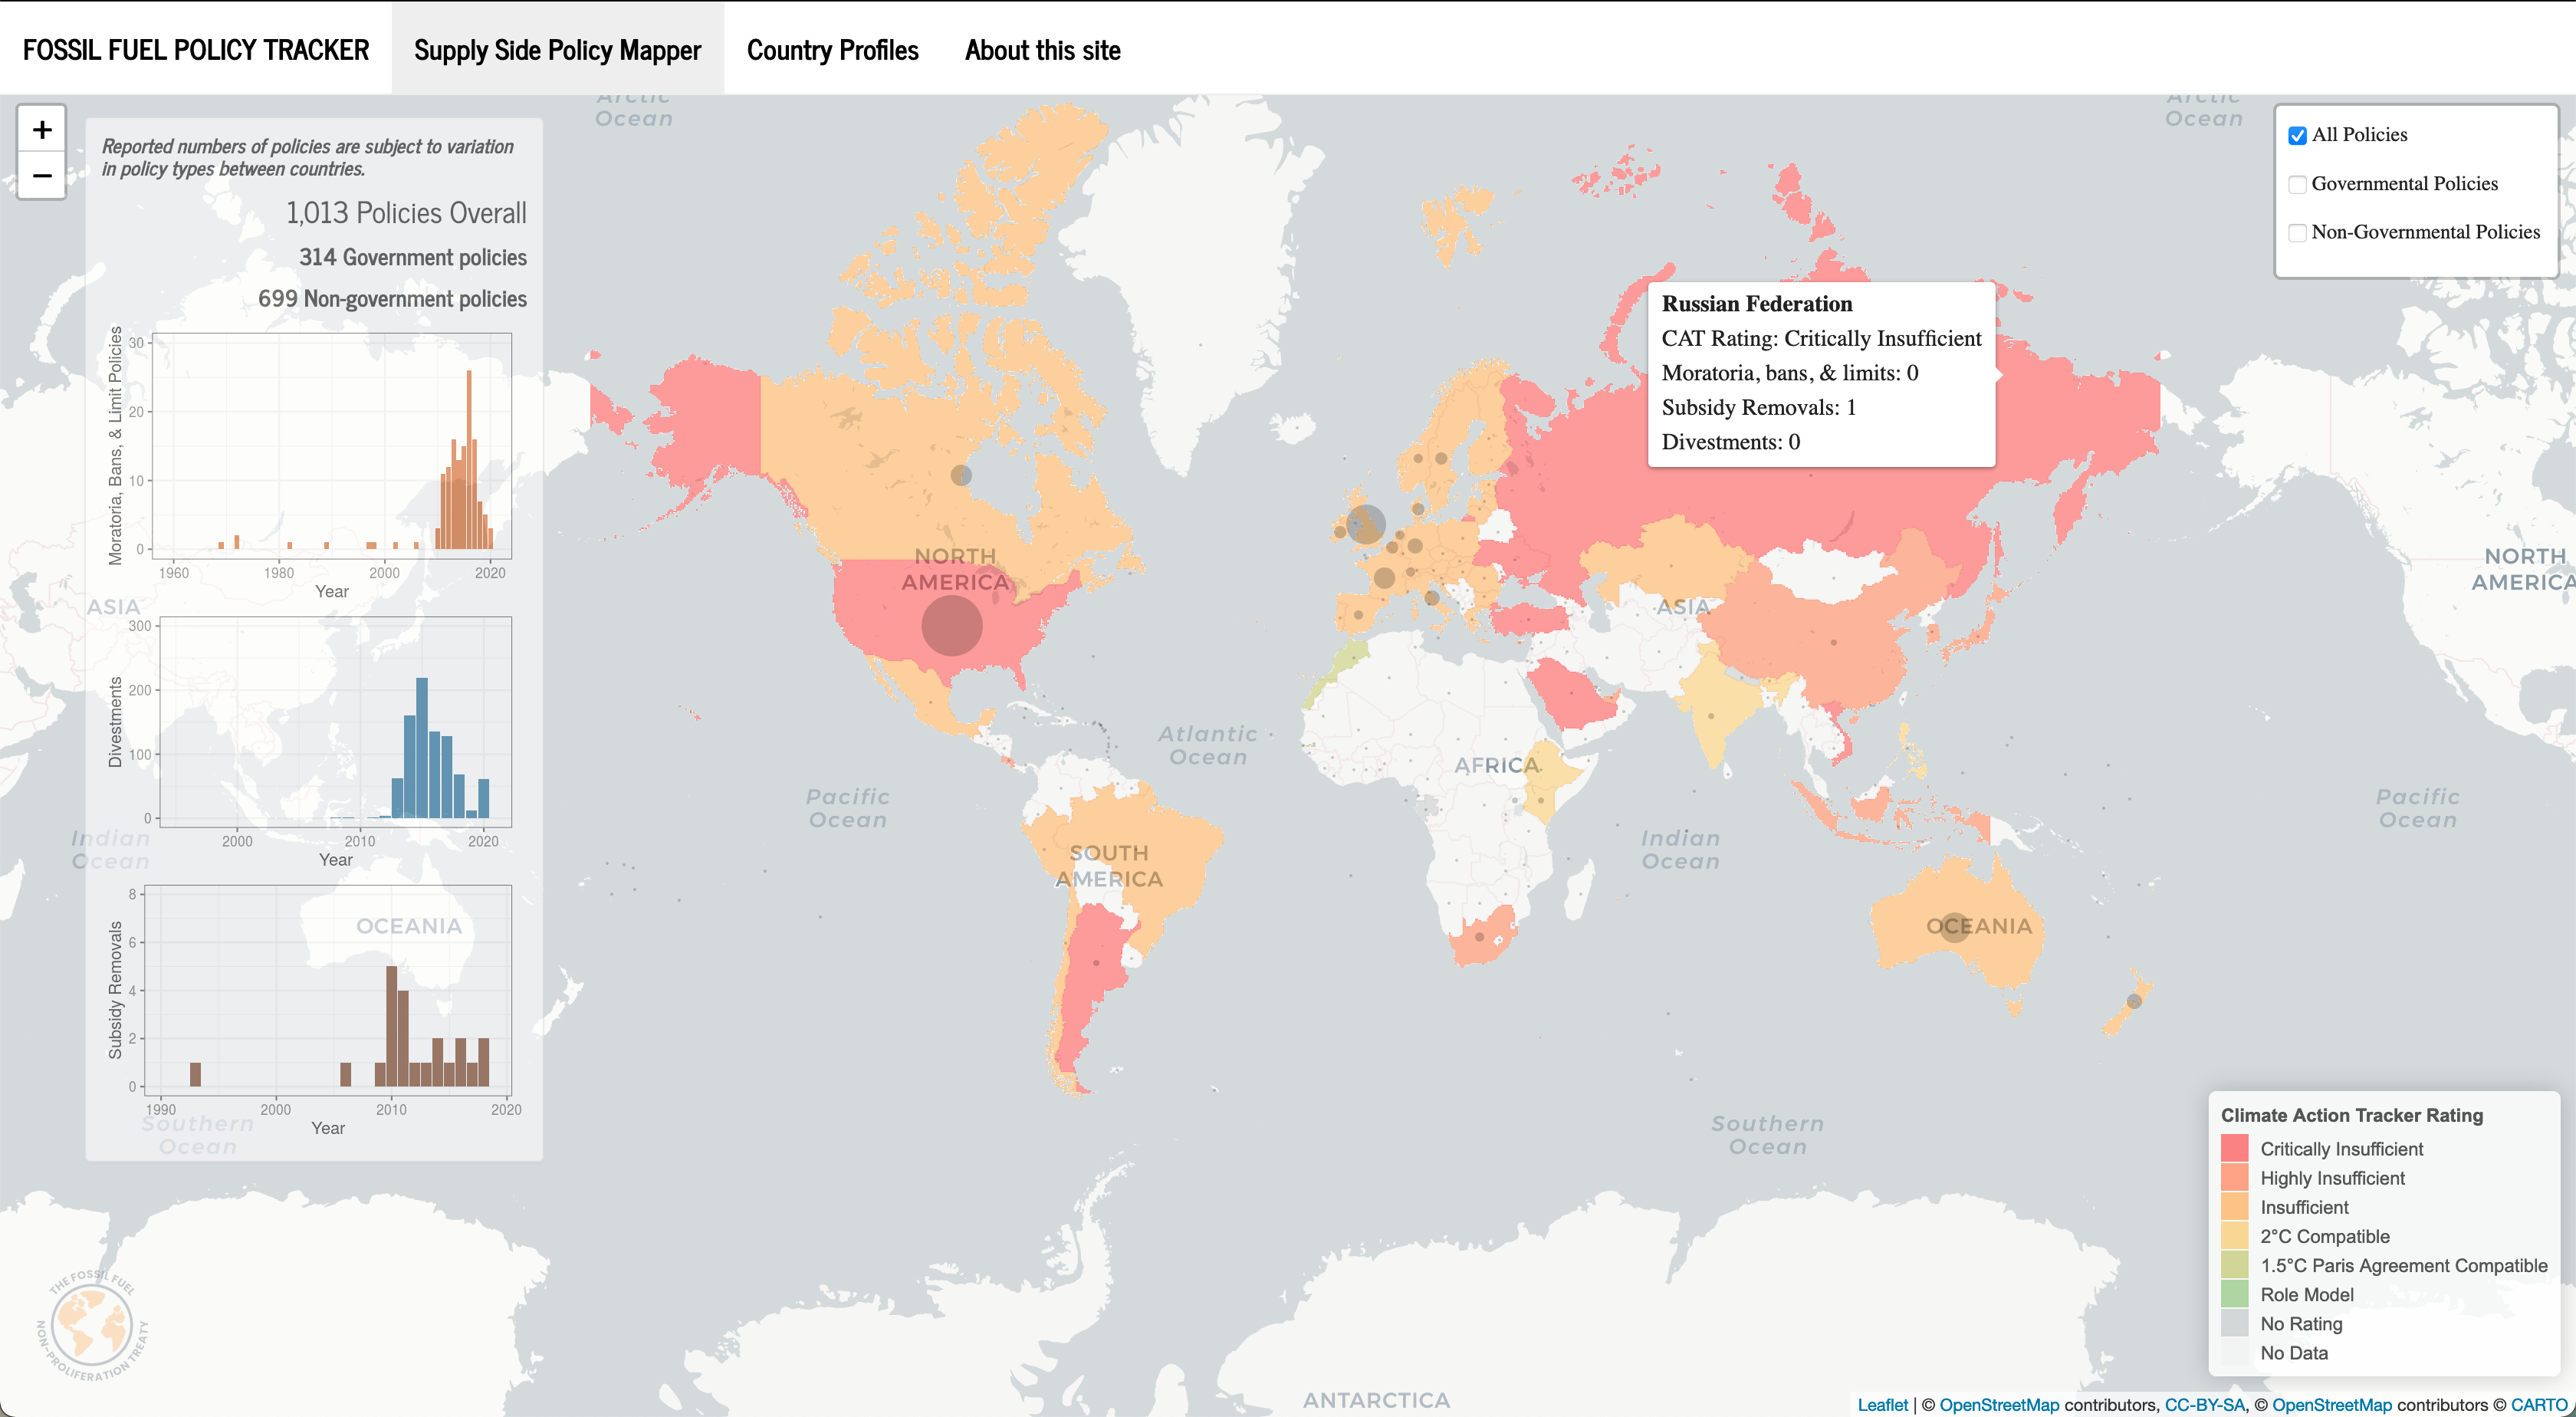 FOSSIL FUEL POLICY TRACKER
Supply Side Policy Mapper
Country Profiles
About this site
+
−
Reported numbers of policies are subject to variation
in policy types between countries.
1,013 Policies Overall
314 Government policies
699 Non-government policies
Moratoria, Bans, & Limit Policies
30
20
10
0
1960
1980
2000
2020
Year
Divestments
300
200
100
0
2000
2010
2020
Year
Subsidy Removals
8
6
4
2
0
1990
2000
2010
2020
Year
ASIA
Indian
Ocean
OCEANIA
Southern
Ocean
Arctic
Ocean
NORTH
AMERICA
Pacific
Ocean
Atlantic
Ocean
SOUTH
AMERICA
AFRICA
ASIA
Indian
Ocean
OCEANIA
Southern
Ocean
ANTARCTICA
Arctic
Ocean
NORTH
AMERICA
Pacific
Ocean
Russian Federation
CAT Rating: Critically Insufficient
Moratoria, bans, & limits: 0
Subsidy Removals: 1
Divestments: 0
All Policies
Governmental Policies
Non-Governmental Policies
Climate Action Tracker Rating
Critically Insufficient
Highly Insufficient
Insufficient
2°C Compatible
1.5°C Paris Agreement Compatible
Role Model
No Rating
No Data
THE FOSSIL FUEL
NON-PROLIFERATION TREATY
Leaflet | © OpenStreetMap contributors, CC-BY-SA, © OpenStreetMap contributors © CARTO